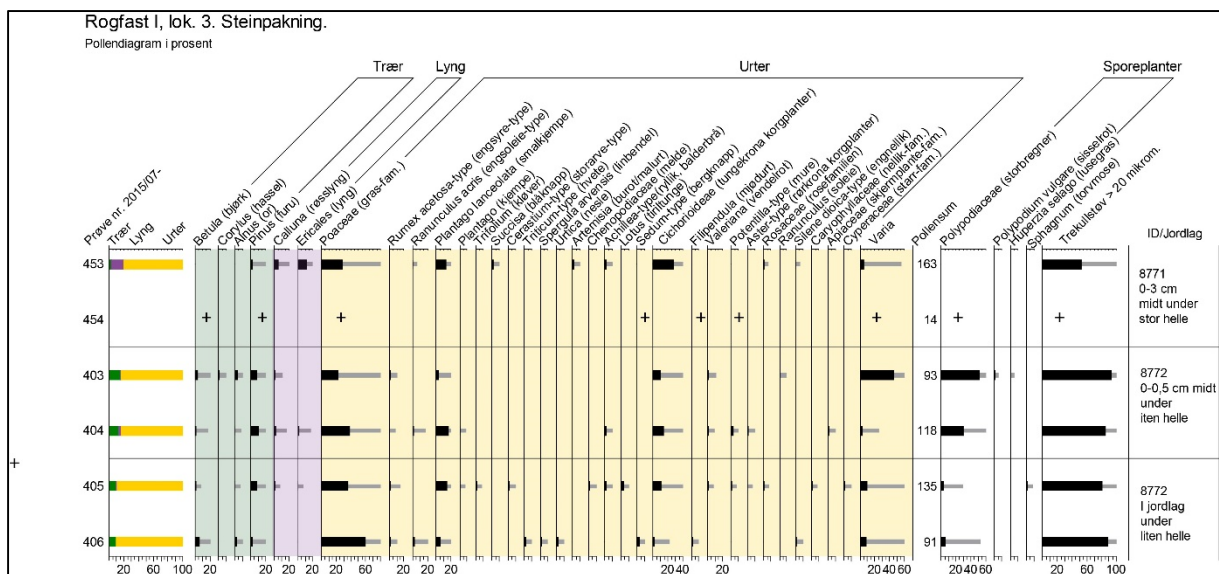 Rogfast I, lok. 3. Steinpakning.
Pollendiagram i prosent
Trær
Lyng
Urter
Sporeplanter
Prøve nr. 2015/07-
Trær
Lyng
Urter
Betula (bjørk)
Corylus (hassel)
Alnus (or)
Pinus (furu)
Calluna (røsslyng)
Ericales (lyng)
Poaceae (gras-fam.)
Rumex acetosa-type (engsyre-type)
Ranunculus acris (engsoleie-type)
Plantago lanceolata (smalkjempe)
Plantago (kjempe)
Trifolium (kløver)
Succisa (blåknapp)
Cerastium-type (storarve-type)
Triticum-type (hvete)
Spergula arvensis (linbendel)
Urtica (nesle)
Artemisia (burot/malurt)
Chenopodiaceae (melde)
Achillea-type (ryllik, balderbrå)
Lotus (tiriltunge)
Sedum-type (bergknapp)
Cichorioideae (tungekrona korgplanter)
Filipendula (mjødurt)
Valeriana (vendelrot)
Potentilla-type (mure)
Aster-type (rørkrona korgplanter)
Rosaceae (rosefamilien)
Ranunculus (soleie)
Silene dioica-type (engnellik)
Caryophyllaceae (nellik-fam.)
Apiaceae (skjermplante-fam.)
Cyperaceae (starr-fam.)
Varia
Pollensum
Polypodiaceae (storbregner)
Polypodium vulgare (sisselrot)
Huperzia selago (lusegras)
Sphagnum (torvmose)
Trekullstøv > 20 mikrom.
ID/Jordlag
453
163
8771
0-3 cm
midt under
stor helle
454
+ + + + + + +
14
+ +
403
93
8772
0-0,5 cm midt
under
iten helle
404
118
+
405
135
8772
I jordlag
under
liten helle
406
91
20 60 100
20
20
20
20 60
20
20
20 40
20 40 60
20 40 60
20 40 60 80 100